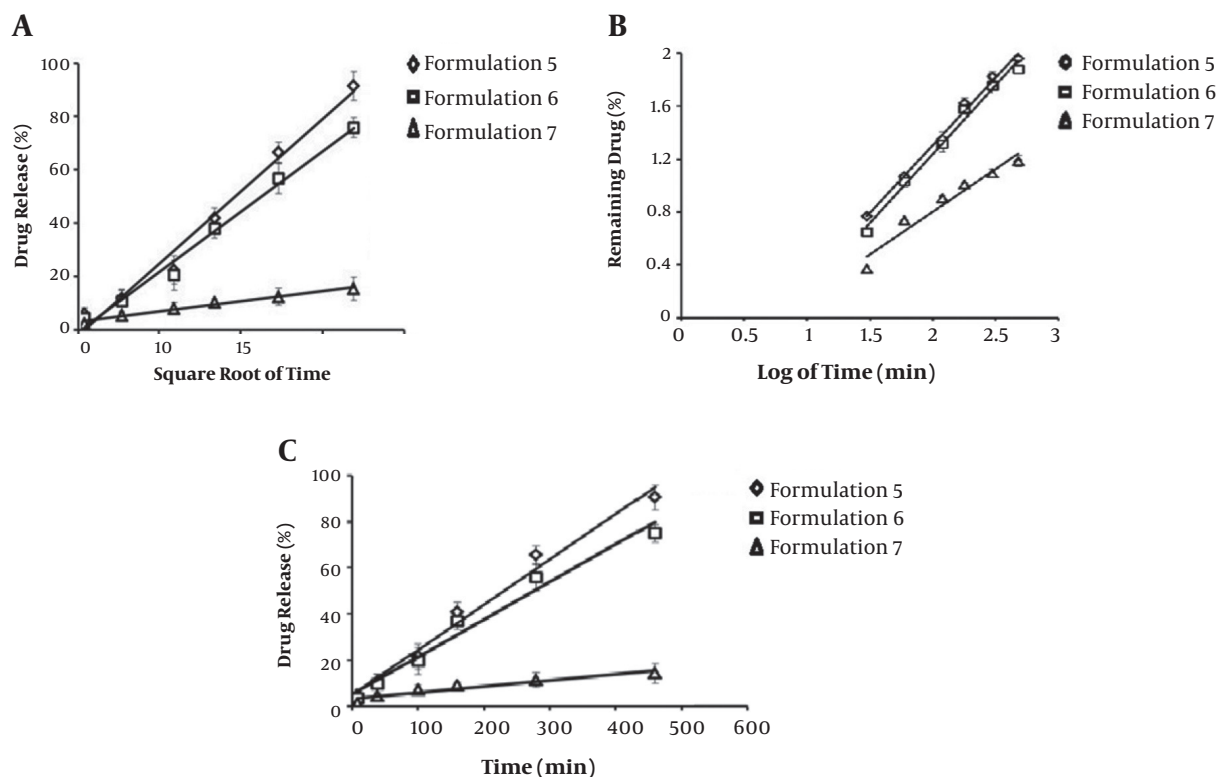 A
100
80
60
40
20
0
0
10
15
Drug Release (%)
Square Root of Time
Formulation 5
Formulation 6
Formulation 7
B
2
1.6
1.2
0.8
0.4
0
0
0.5
1
1.5
2
2.5
3
Remaining Drug (%)
Log of Time (min)
Formulation 5
Formulation 6
Formulation 7
C
100
80
60
40
20
0
0
100
200
300
400
500
600
Drug Release (%)
Time (min)
Formulation 5
Formulation 6
Formulation 7